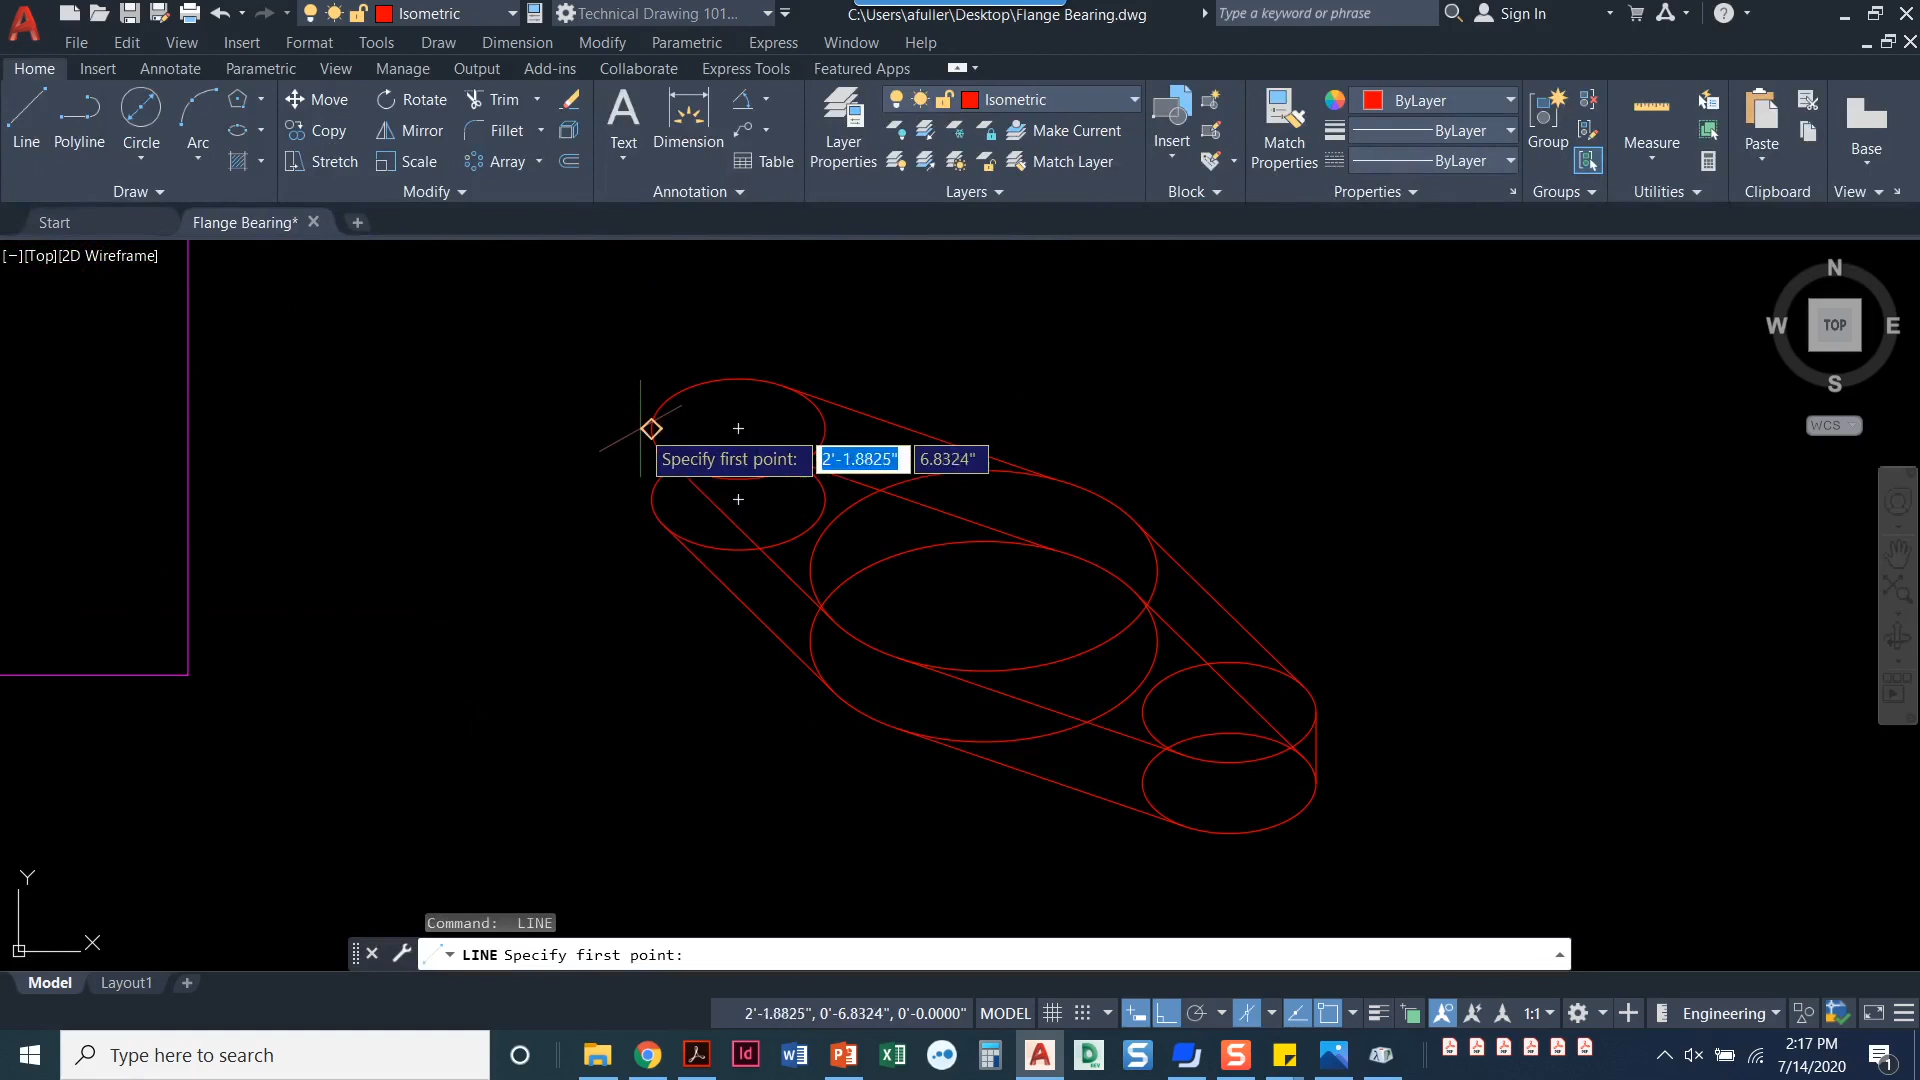 Isometric
Technical Drawing 101...
C:\Users\afuller\Desktop\Flange Bearing.dwg
Type a keyword or phrase
Sign In
File Edit View Insert Format Tools Draw Dimension Modify Parametric Express Window Help
Home Insert Annotate Parametric View Manage Output Add-ins Collaborate Express Tools Featured Apps
Line Polyline Circle Arc
Draw
Move Rotate Trim
Copy Mirror Fillet
Stretch Scale Array
Modify
Text Dimension Table
Annotation
Layer Properties
Isometric
Make Current
Match Layer
Layers
Insert
Block
Match Properties
ByLayer
ByLayer
ByLayer
Properties
Group
Groups
Measure
Utilities
Paste
Clipboard
Base
View
Start
Flange Bearing*
[−][Top][2D Wireframe]
N
W TOP E
S
WCS
Specify first point: 2'-1.8825" 6.8324"
Y
X
Command: LINE
LINE Specify first point:
Model Layout1
2'-1.8825", 0'-6.8324", 0'-0.0000" MODEL 1:1 Engineering
Type here to search
2:17 PM
7/14/2020
1